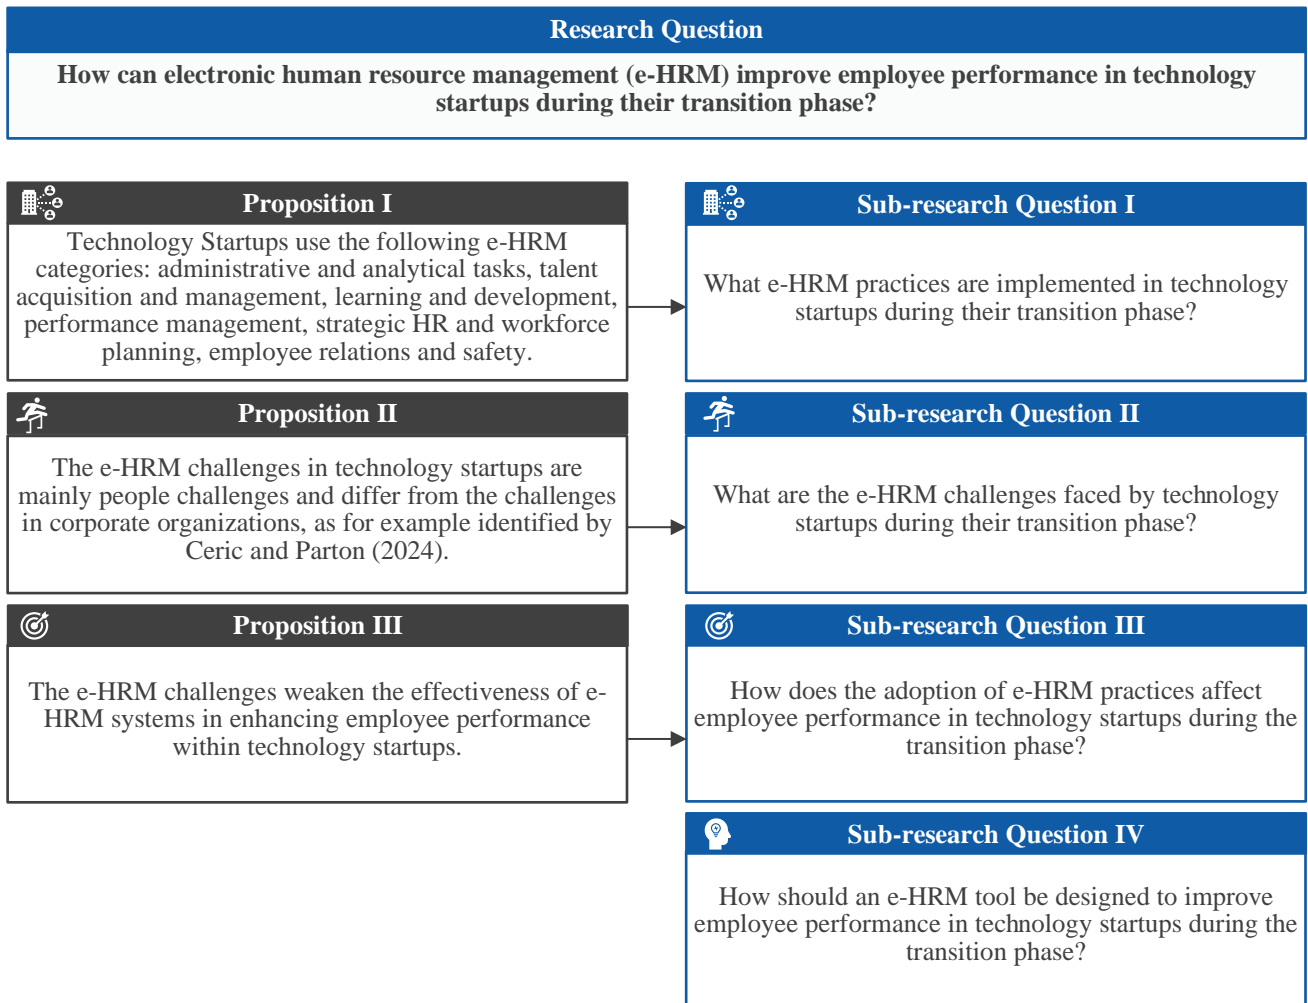 Research Question
How can electronic human resource management (e-HRM) improve employee performance in technology
startups during their transition phase?
Proposition I
Technology Startups use the following e-HRM
categories: administrative and analytical tasks, talent
acquisition and management, learning and development,
performance management, strategic HR and workforce
planning, employee relations and safety.
Sub-research Question I
What e-HRM practices are implemented in technology
startups during their transition phase?
Proposition II
The e-HRM challenges in technology startups are
mainly people challenges and differ from the challenges
in corporate organizations, as for example identified by
Ceric and Parton (2024).
Sub-research Question II
What are the e-HRM challenges faced by technology
startups during their transition phase?
Proposition III
The e-HRM challenges weaken the effectiveness of e-
HRM systems in enhancing employee performance
within technology startups.
Sub-research Question III
How does the adoption of e-HRM practices affect
employee performance in technology startups during the
transition phase?
Sub-research Question IV
How should an e-HRM tool be designed to improve
employee performance in technology startups during the
transition phase?